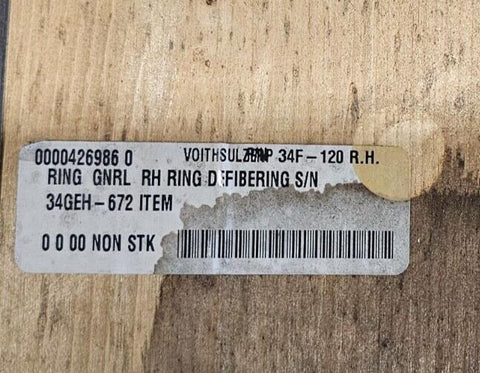 0000426986 0 VOITHSULZER P 34F-120 R.H.
RING GNRL RH RING DEFIBERING S/N
34GEH-672 ITEM
0 0 00 NON STK